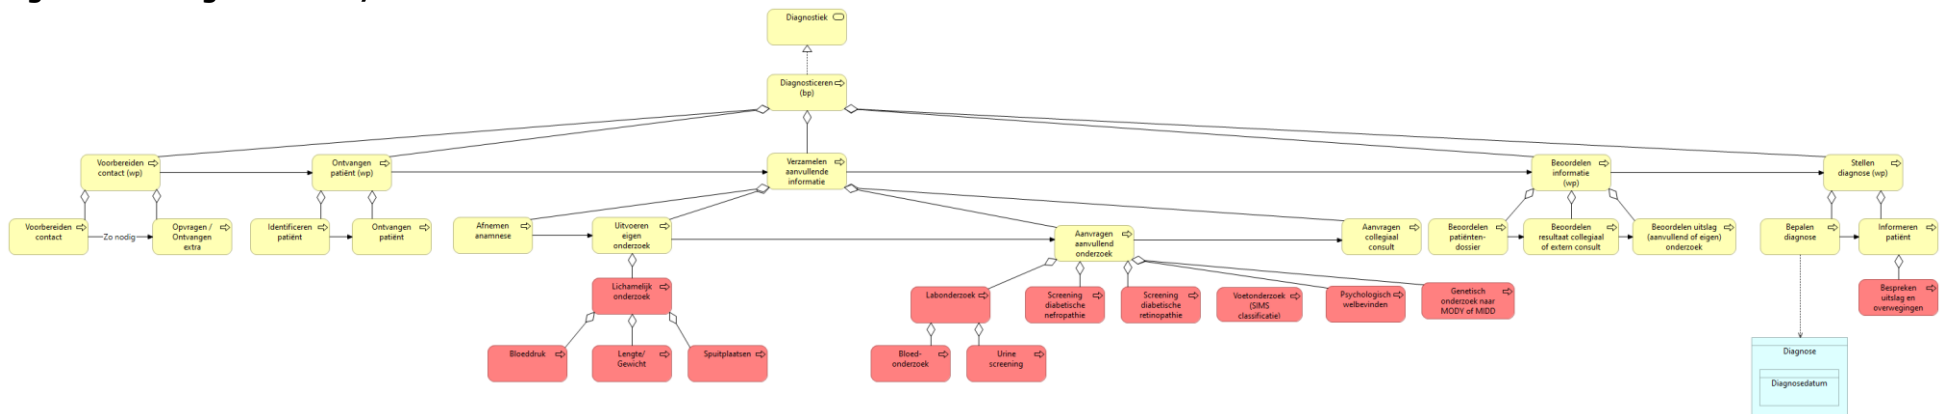 Diagnostiek
Diagnosticeren
(bp)
Voorbereiden
contact (wp)
Ontvangen
patiënt (wp)
Verzamelen
aanvullende
informatie
Beoordelen
informatie
(wp)
Stellen
diagnose (wp)
Voorbereiden
contact
Zo nodig
Opvragen /
Ontvangen
extra
Identificeren
patiënt
Ontvangen
patiënt
Afnemen
anamnese
Uitvoeren
eigen
onderzoek
Aanvragen
aanvullend
onderzoek
Aanvragen
collegiaal
consult
Beoordelen
patiënten-
dossier
Beoordelen
resultaat collegiaal
of extern consult
Beoordelen uitslag
(aanvullend of eigen)
onderzoek
Bepalen
diagnose
Informeren
patiënt
Lichamelijk
onderzoek
Labonderzoek
Screening
diabetische
nefropathie
Screening
diabetische
retinopathie
Voetonderzoek
(SIMS
classificatie)
Psychologisch
welbevinden
Genetisch
onderzoek naar
MODY of MIDD
Bespreken
uitslag en
overwegingen
Bloeddruk
Lengte/
Gewicht
Spuitplaatsen
Bloed-
onderzoek
Urine
screening
Diagnose
Diagnosedatum